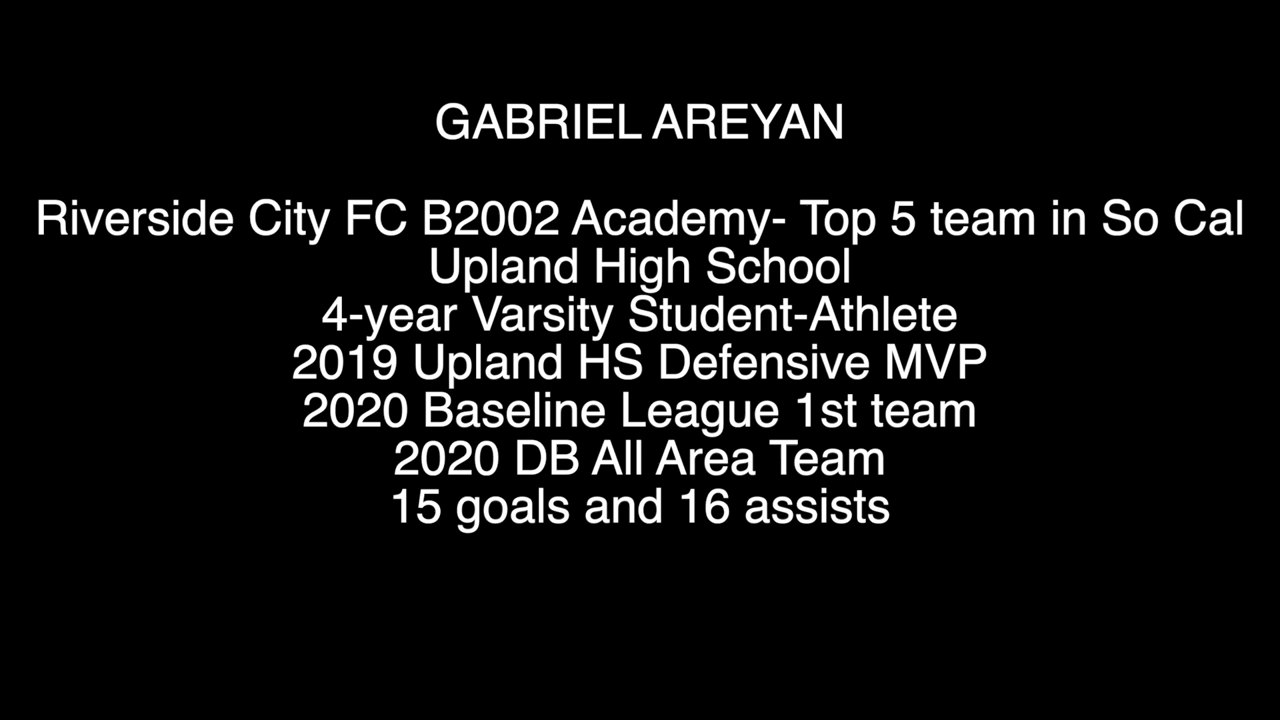 GABRIEL AREYAN
Riverside City FC B2002 Academy- Top 5 team in So Cal
Upland High School
4-year Varsity Student-Athlete
2019 Upland HS Defensive MVP
2020 Baseline League 1st team
2020 DB All Area Team
15 goals and 16 assists